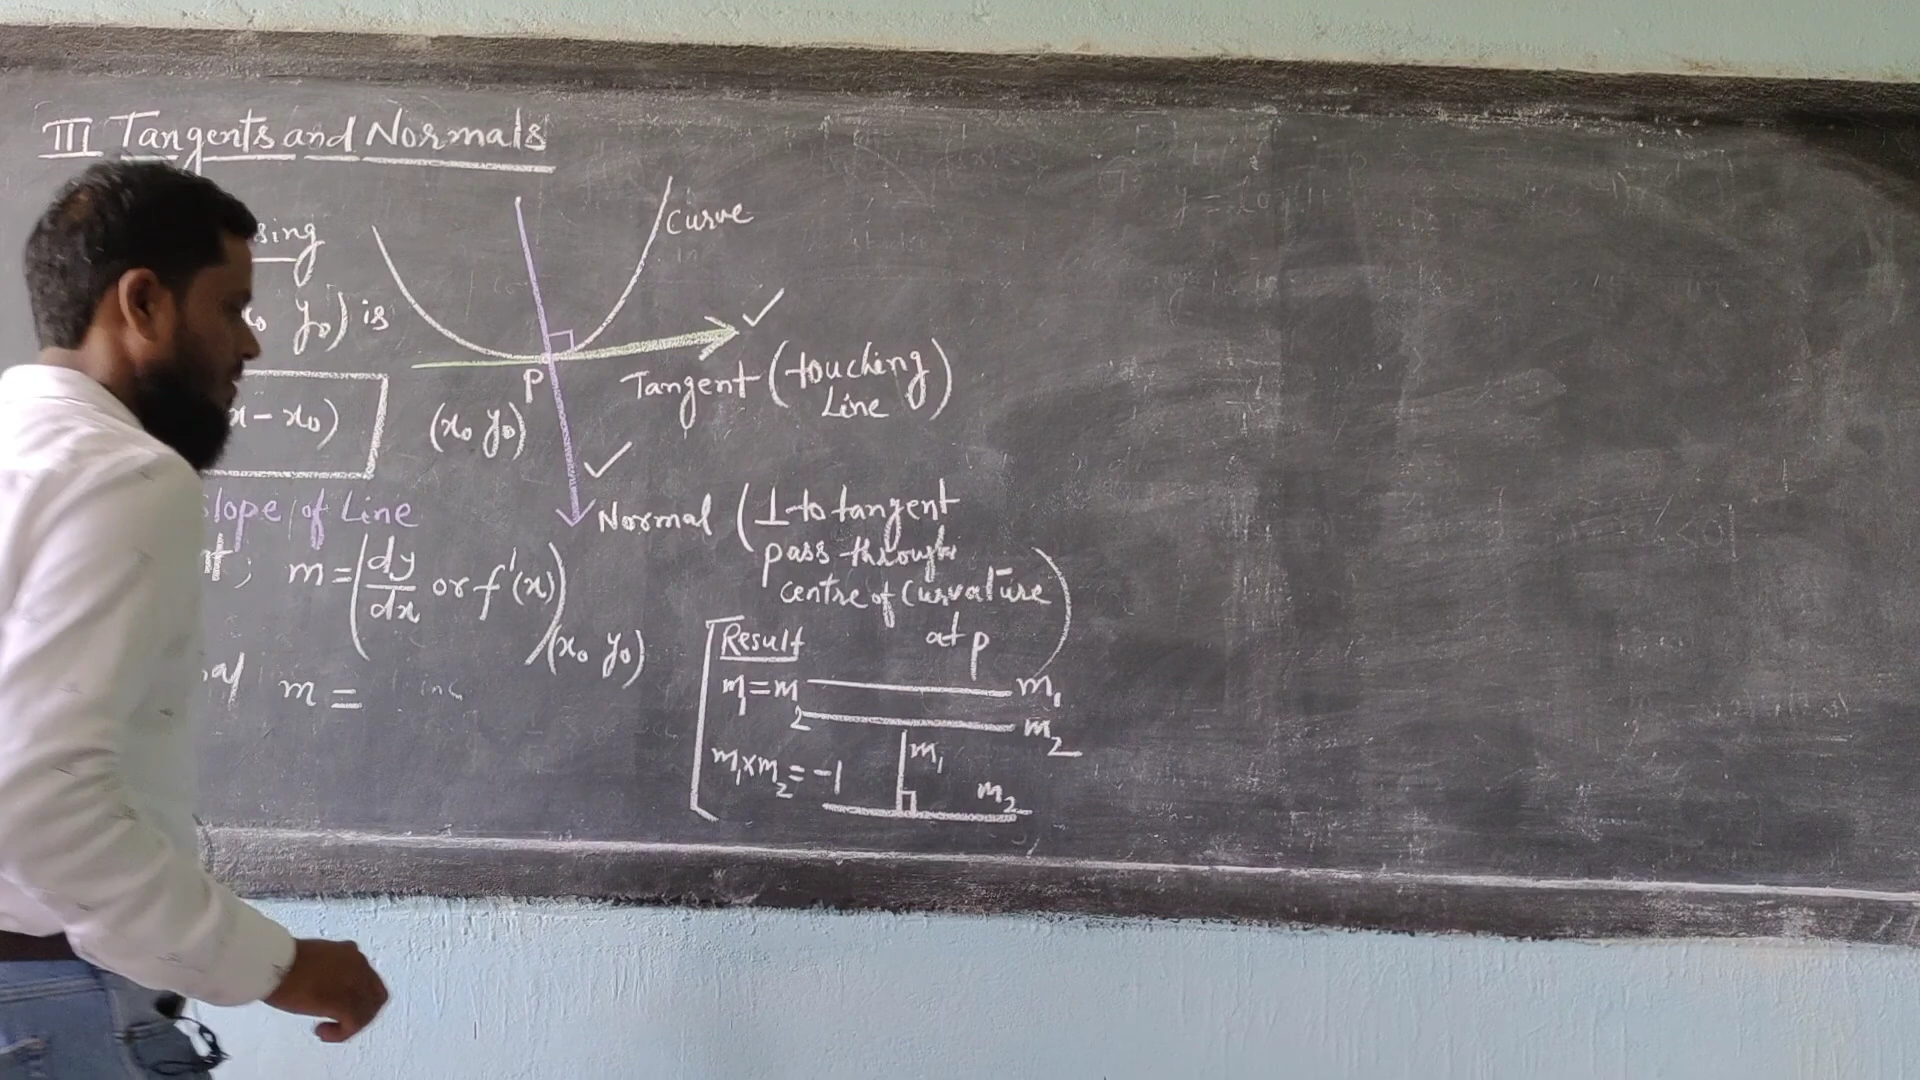 III Tangents and Normals
sing
y₀) is
x - x₀)
slope of Line
; m = (dy/dx or f'(x))(x₀ y₀)
m =
Curve
P
(x₀ y₀)
Tangent (touching
Line)
Normal (⊥ to tangent
pass through
centre of Curvature
at P)
Result
m₁ = m₂
m₁
m₂
m₁ x m₂ = -1
m₁
m₂